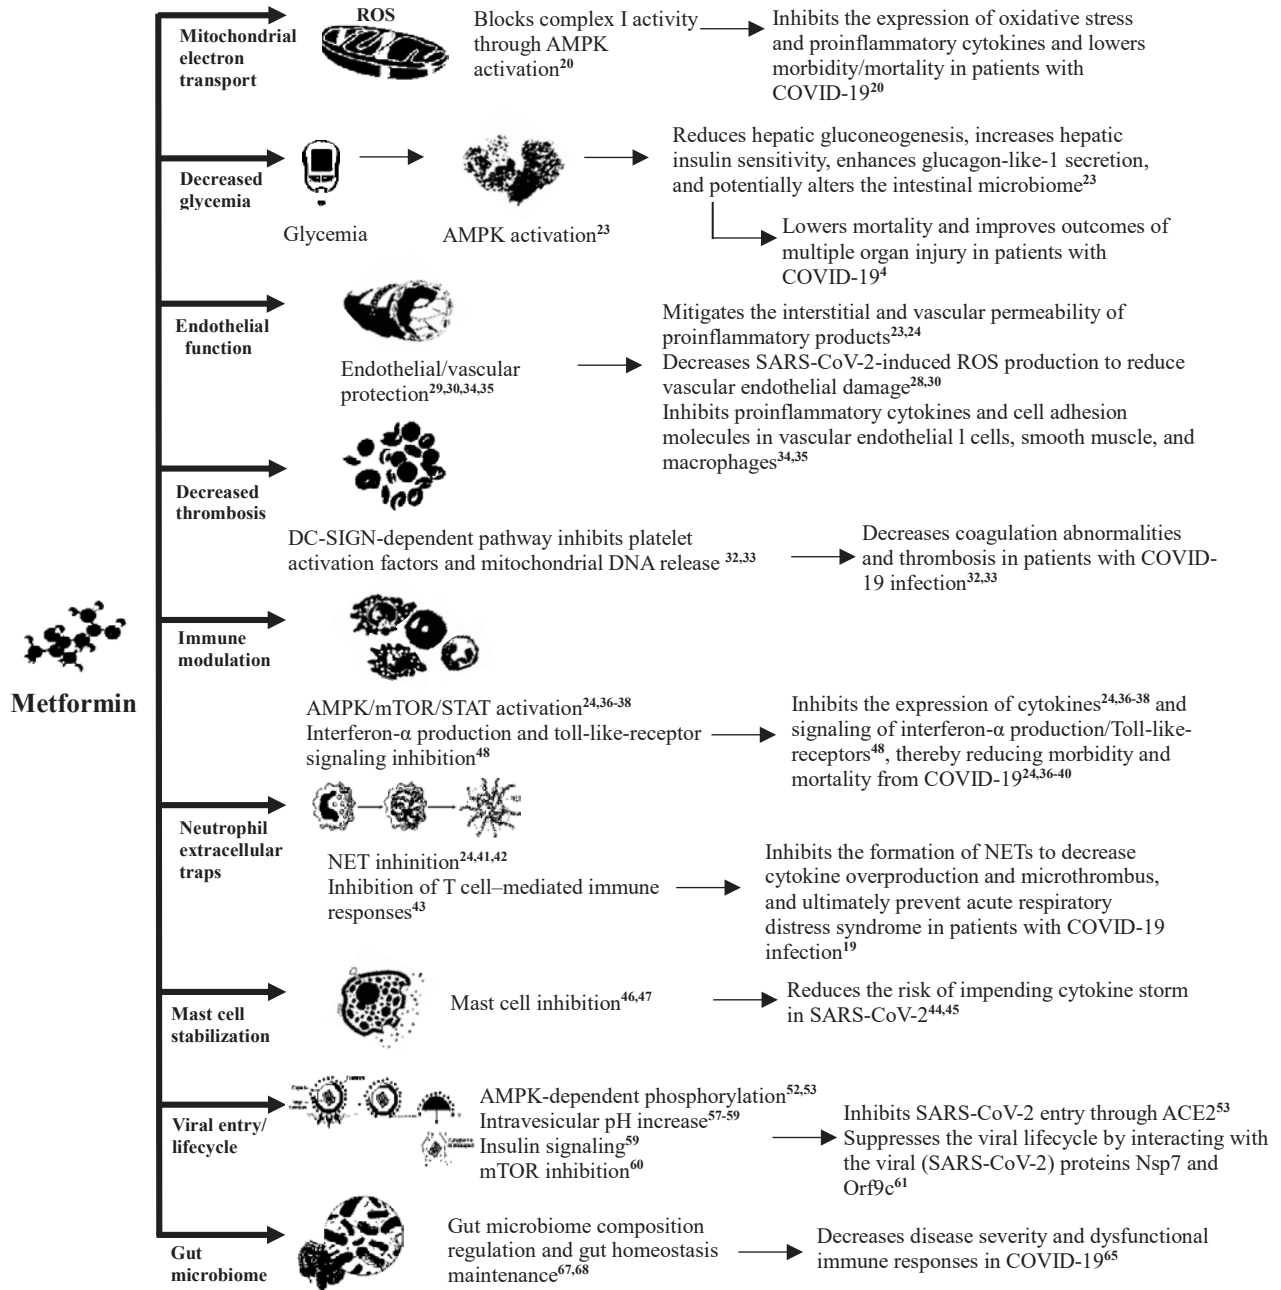 ROS
Mitochondrial
electron
transport
Blocks complex I activity
through AMPK
activation20
Inhibits the expression of oxidative stress
and proinflammatory cytokines and lowers
morbidity/mortality in patients with
COVID-1920
Decreased
glycemia
Glycemia
AMPK activation23
Reduces hepatic gluconeogenesis, increases hepatic
insulin sensitivity, enhances glucagon-like-1 secretion,
and potentially alters the intestinal microbiome23
Lowers mortality and improves outcomes of
multiple organ injury in patients with
COVID-194
Endothelial
function
Endothelial/vascular
protection29,30,34,35
Mitigates the interstitial and vascular permeability of
proinflammatory products23,24
Decreases SARS-CoV-2-induced ROS production to reduce
vascular endothelial damage28,30
Inhibits proinflammatory cytokines and cell adhesion
molecules in vascular endothelial l cells, smooth muscle, and
macrophages34,35
Decreased
thrombosis
DC-SIGN-dependent pathway inhibits platelet
activation factors and mitochondrial DNA release 32,33
Decreases coagulation abnormalities
and thrombosis in patients with COVID-
19 infection32,33
Metformin
Immune
modulation
AMPK/mTOR/STAT activation24,36-38
Interferon-α production and toll-like-receptor
signaling inhibition48
Inhibits the expression of cytokines24,36-38 and
signaling of interferon-α production/Toll-like-
receptors48, thereby reducing morbidity and
mortality from COVID-1924,36-40
Neutrophil
extracellular
traps
NET inhinition24,41,42
Inhibition of T cell–mediated immune
responses43
Inhibits the formation of NETs to decrease
cytokine overproduction and microthrombus,
and ultimately prevent acute respiratory
distress syndrome in patients with COVID-19
infection19
Mast cell
stabilization
Mast cell inhibition46,47
Reduces the risk of impending cytokine storm
in SARS-CoV-244,45
Viral entry/
lifecycle
AMPK-dependent phosphorylation52,53
Intravesicular pH increase57-59
Insulin signaling59
mTOR inhibition60
Inhibits SARS-CoV-2 entry through ACE253
Suppresses the viral lifecycle by interacting with
the viral (SARS-CoV-2) proteins Nsp7 and
Orf9c61
Gut
microbiome
Gut microbiome composition
regulation and gut homeostasis
maintenance67,68
Decreases disease severity and dysfunctional
immune responses in COVID-1965